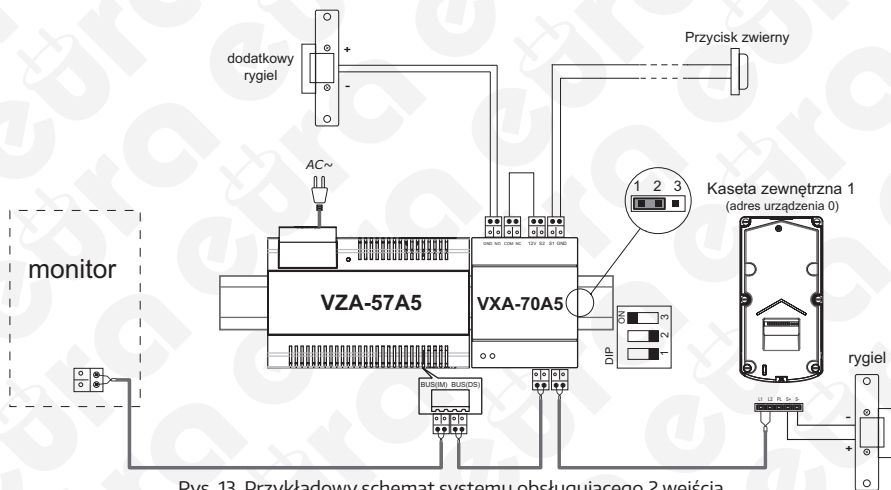 dodatkowy
rygiel
+
-
Przycisk zwierny
AC~
1 2 3
Kaseta zewnętrzna 1
(adres urządzenia 0)
GND NO COM NC 12V S2 S1 GND
monitor
VZA-57A5
VXA-70A5
ON
DIP
3
2
1
BUS(IM) BUS(DS)
rygiel
L1 L2 PL S+ S-
-
+
Rys. 13. Przykładowy schemat systemu obsługującego 2 wejścia
eura